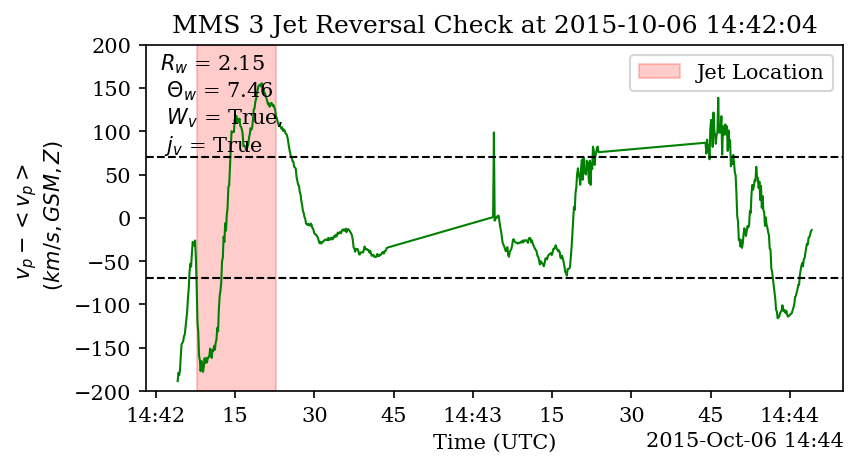 MMS 3 Jet Reversal Check at 2015-10-06 14:42:04
v_p − <v_p>
(km/s, GSM, Z)
200
150
100
50
0
−50
−100
−150
−200
R_w = 2.15
Θ_w = 7.46
W_v = True,
j_v = True
Jet Location
14:42 15 30 45 14:43 15 30 45 14:44
Time (UTC)
2015-Oct-06 14:44